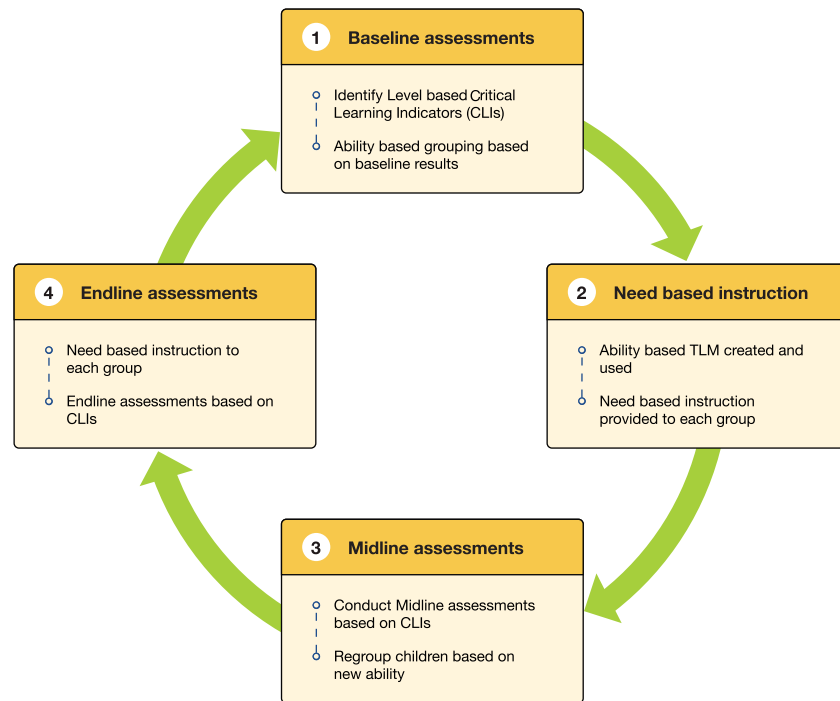 1 Baseline assessments
Identify Level based Critical
Learning Indicators (CLIs)
Ability based grouping based
on baseline results
2 Need based instruction
Ability based TLM created and
used
Need based instruction
provided to each group
3 Midline assessments
Conduct Midline assessments
based on CLIs
Regroup children based on
new ability
4 Endline assessments
Need based instruction to
each group
Endline assessments based on
CLIs